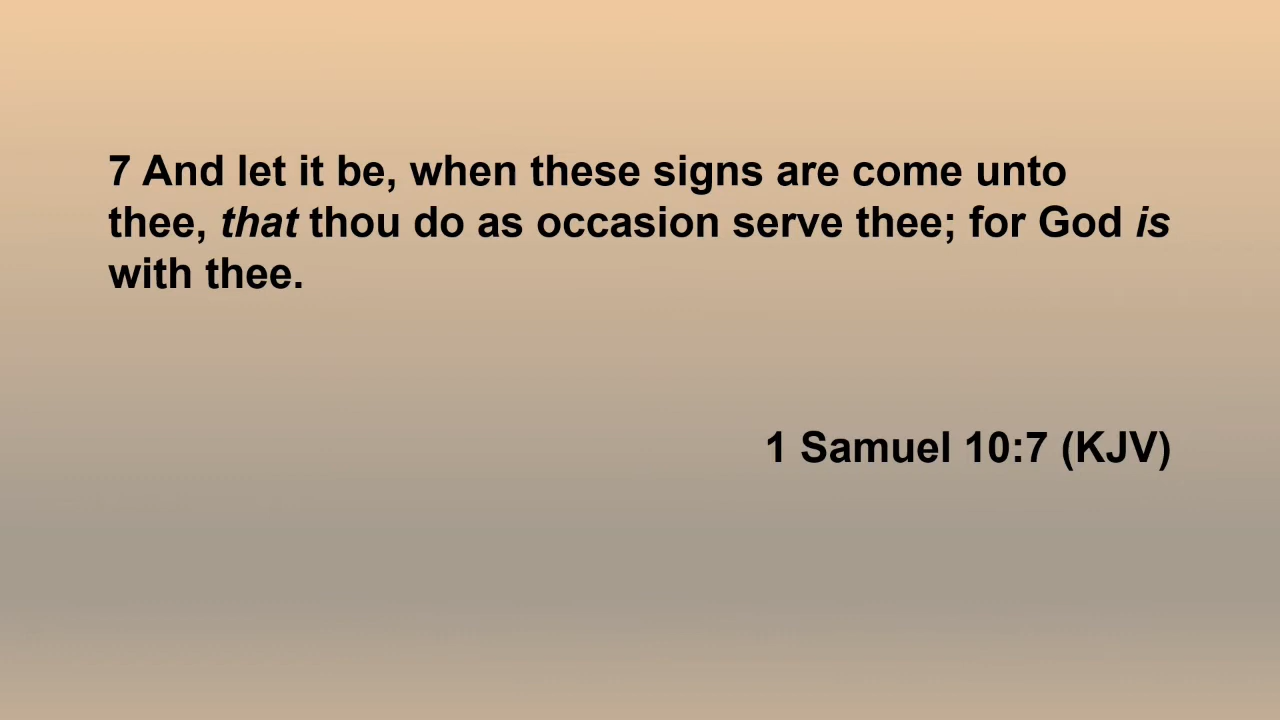 7 And let it be, when these signs are come unto
thee, that thou do as occasion serve thee; for God is
with thee.
1 Samuel 10:7 (KJV)